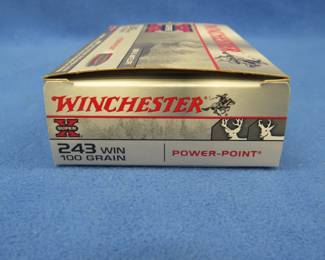 WINCHESTER
SUPER
X
243 WIN
100 GRAIN
POWER-POINT®